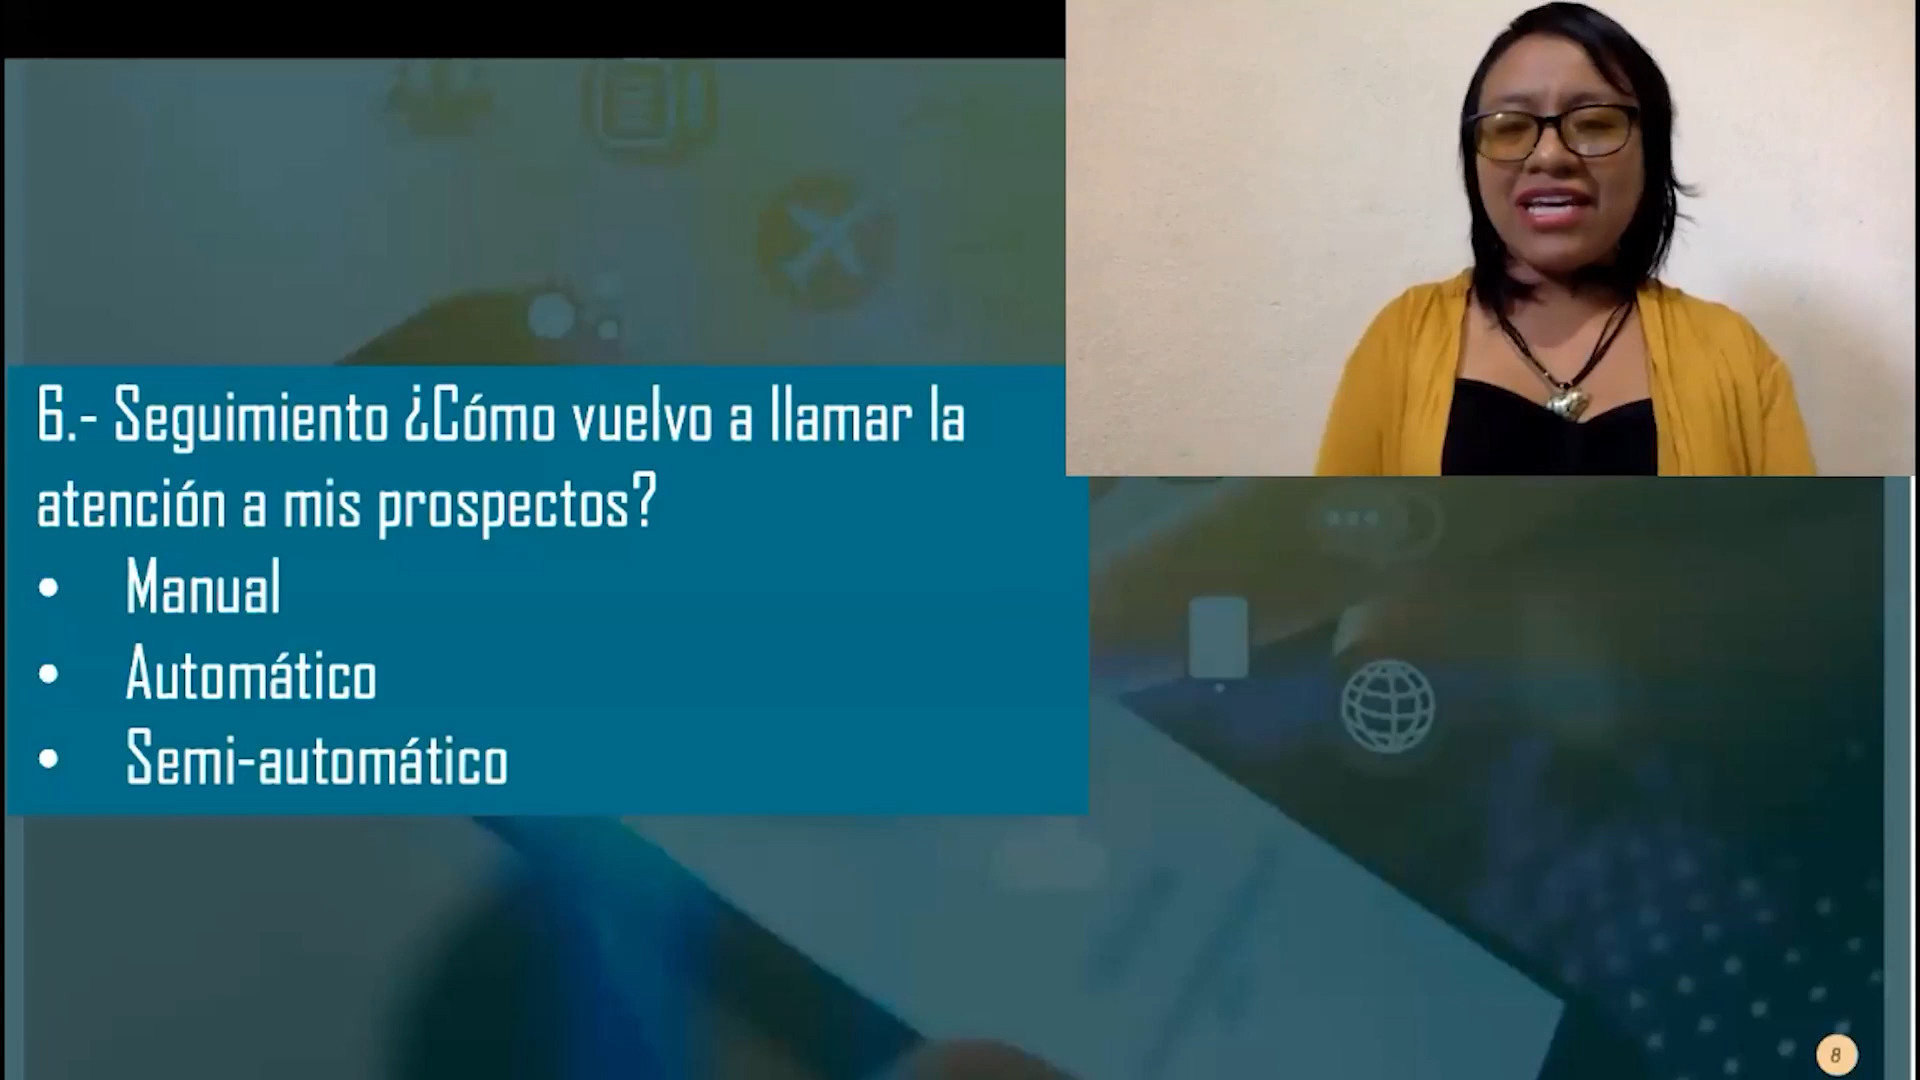 6.- Seguimiento ¿Cómo vuelvo a llamar la
atención a mis prospectos?
• Manual
• Automático
• Semi-automático
8